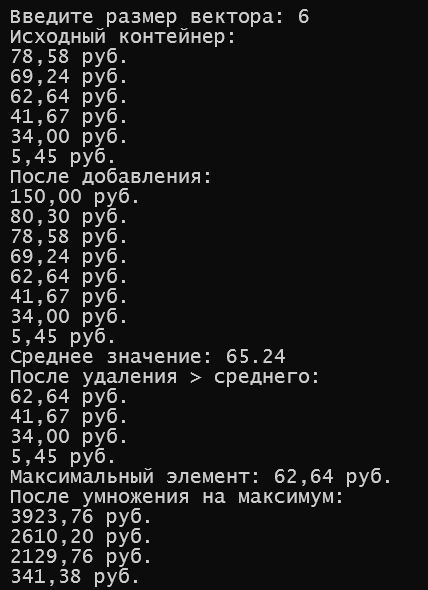 Введите размер вектора: 6
Исходный контейнер:
78,58 руб.
69,24 руб.
62,64 руб.
41,67 руб.
34,00 руб.
5,45 руб.
После добавления:
150,00 руб.
80,30 руб.
78,58 руб.
69,24 руб.
62,64 руб.
41,67 руб.
34,00 руб.
5,45 руб.
Среднее значение: 65.24
После удаления > среднего:
62,64 руб.
41,67 руб.
34,00 руб.
5,45 руб.
Максимальный элемент: 62,64 руб.
После умножения на максимум:
3923,76 руб.
2610,20 руб.
2129,76 руб.
341,38 руб.